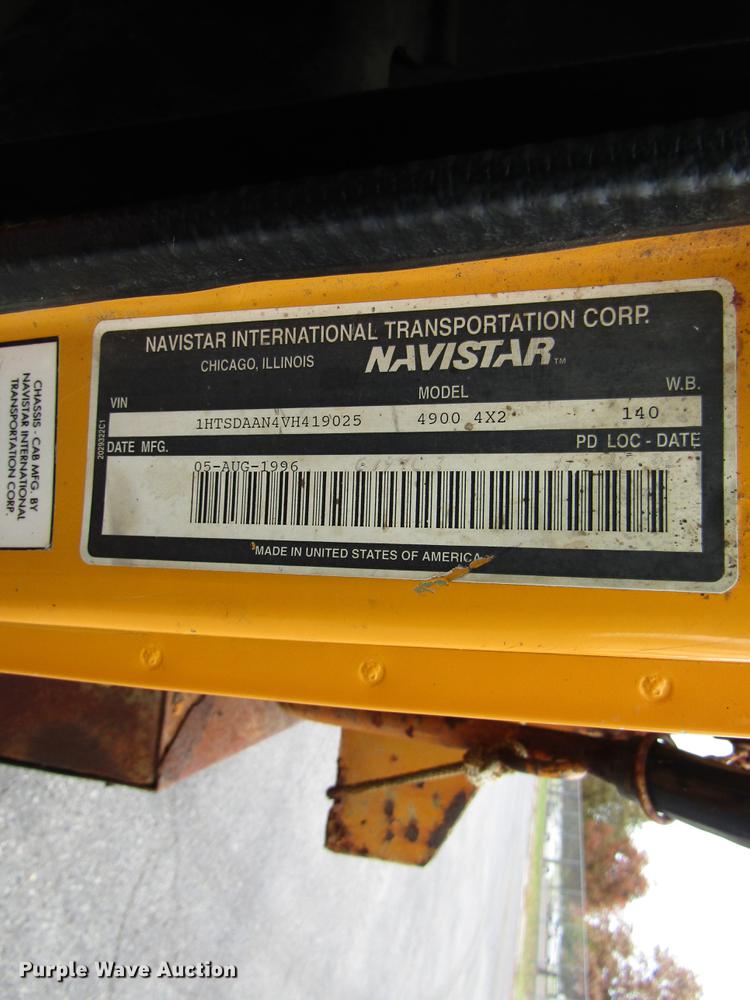 NAVISTAR INTERNATIONAL TRANSPORTATION CORP.
CHICAGO, ILLINOIS NAVISTAR TM
VIN MODEL W.B.
1HTSDAAN4VH419025 4900 4X2 140
DATE MFG. PD LOC - DATE
05-AUG-1996
MADE IN UNITED STATES OF AMERICA
2029322C1
CHASSIS - CAB MFG. BY
NAVISTAR INTERNATIONAL
TRANSPORTATION CORP.
Purple Wave Auction